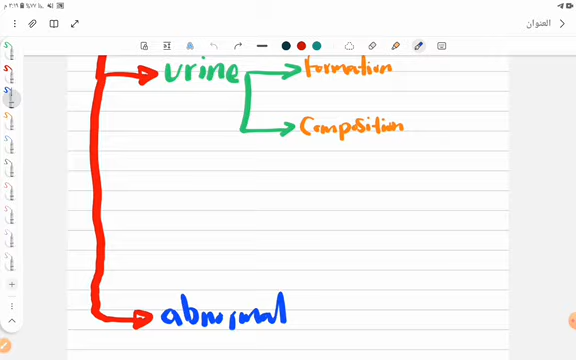 العنوان
urine
formation
Composition
abnormal